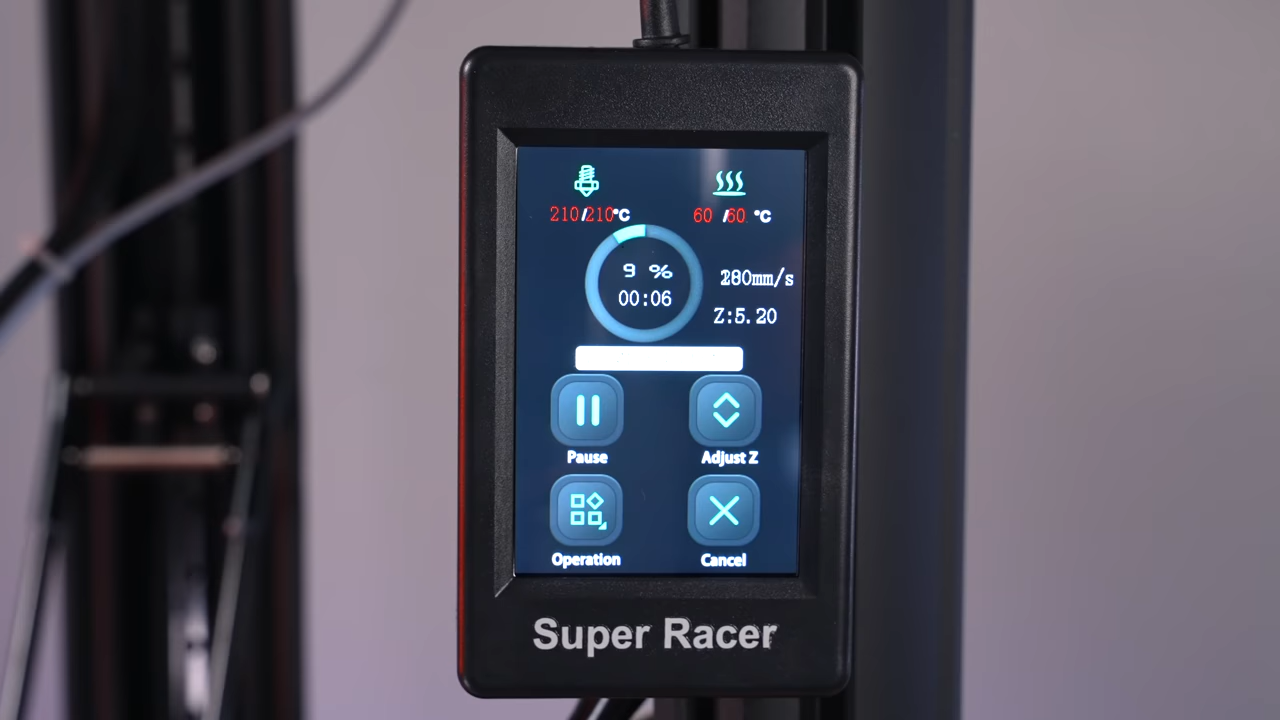 210/210°C
60 /60 °C
9 %
00:06
280mm/s
Z:5.20
Pause
Adjust Z
Operation
Cancel
Super Racer